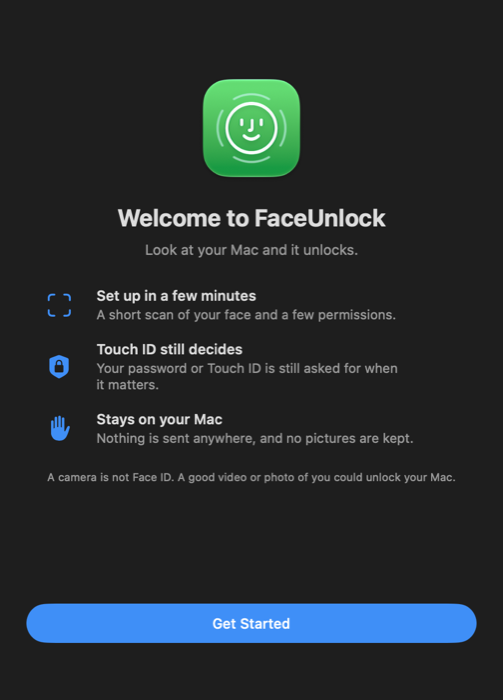 Welcome to FaceUnlock
Look at your Mac and it unlocks.
Set up in a few minutes
A short scan of your face and a few permissions.
Touch ID still decides
Your password or Touch ID is still asked for when
it matters.
Stays on your Mac
Nothing is sent anywhere, and no pictures are kept.
A camera is not Face ID. A good video or photo of you could unlock your Mac.
Get Started